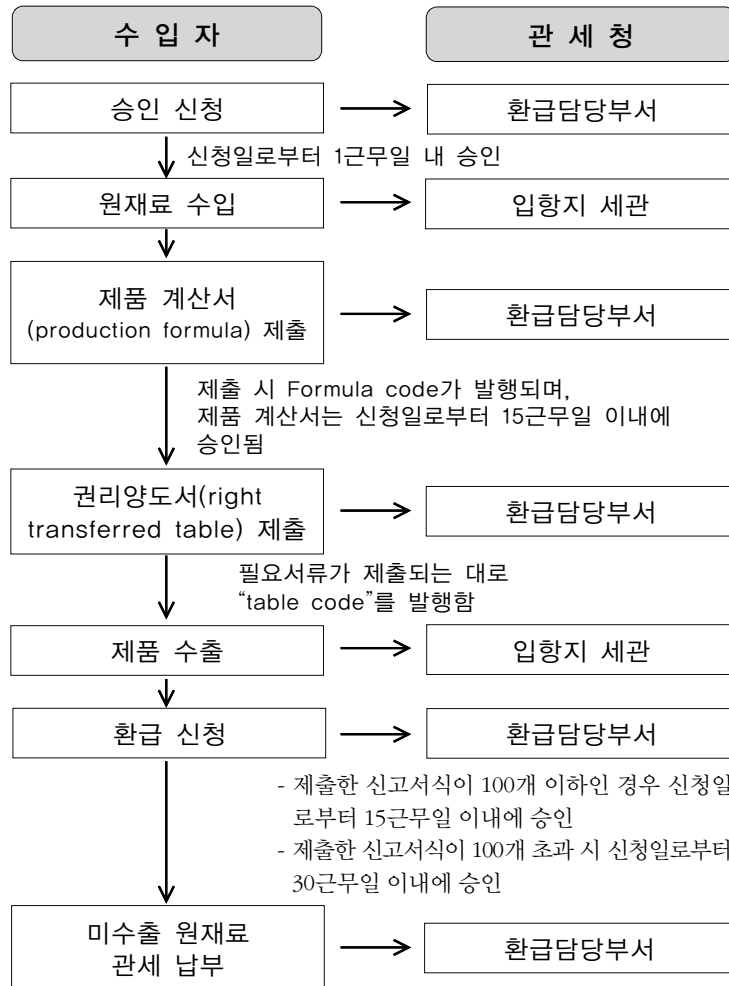 수 입 자
관 세 청
승인 신청
환급담당부서
신청일로부터 1근무일 내 승인
원재료 수입
입항지 세관
제품 계산서
(production formula) 제출
환급담당부서
제출 시 Formula code가 발행되며,
제품 계산서는 신청일로부터 15근무일 이내에
승인됨
권리양도서(right
transferred table) 제출
환급담당부서
필요서류가 제출되는 대로
“table code”를 발행함
제품 수출
입항지 세관
환급 신청
환급담당부서
- 제출한 신고서식이 100개 이하인 경우 신청일
로부터 15근무일 이내에 승인
- 제출한 신고서식이 100개 초과 시 신청일로부터
30근무일 이내에 승인
미수출 원재료
관세 납부
환급담당부서